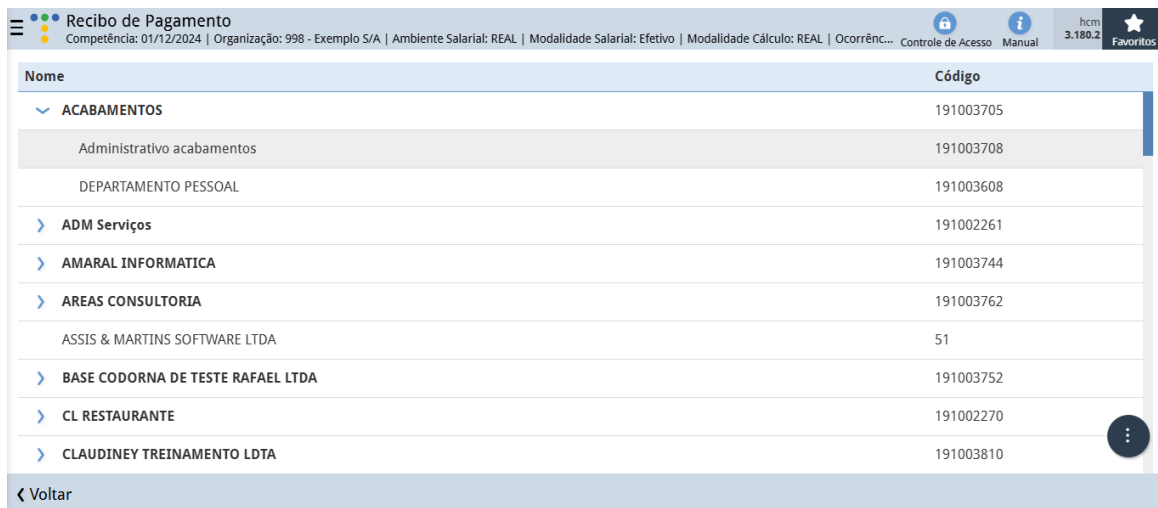 Recibo de Pagamento
Competência: 01/12/2024 | Organização: 998 - Exemplo S/A | Ambiente Salarial: REAL | Modalidade Salarial: Efetivo | Modalidade Cálculo: REAL | Ocorrênc...
Controle de Acesso
Manual
hcm
3.180.2
Favoritos
Nome Código
ACABAMENTOS 191003705
Administrativo acabamentos 191003708
DEPARTAMENTO PESSOAL 191003608
ADM Serviços 191002261
AMARAL INFORMATICA 191003744
AREAS CONSULTORIA 191003762
ASSIS & MARTINS SOFTWARE LTDA 51
BASE CODORNA DE TESTE RAFAEL LTDA 191003752
CL RESTAURANTE 191002270
CLAUDINEY TREINAMENTO LDTA 191003810
Voltar